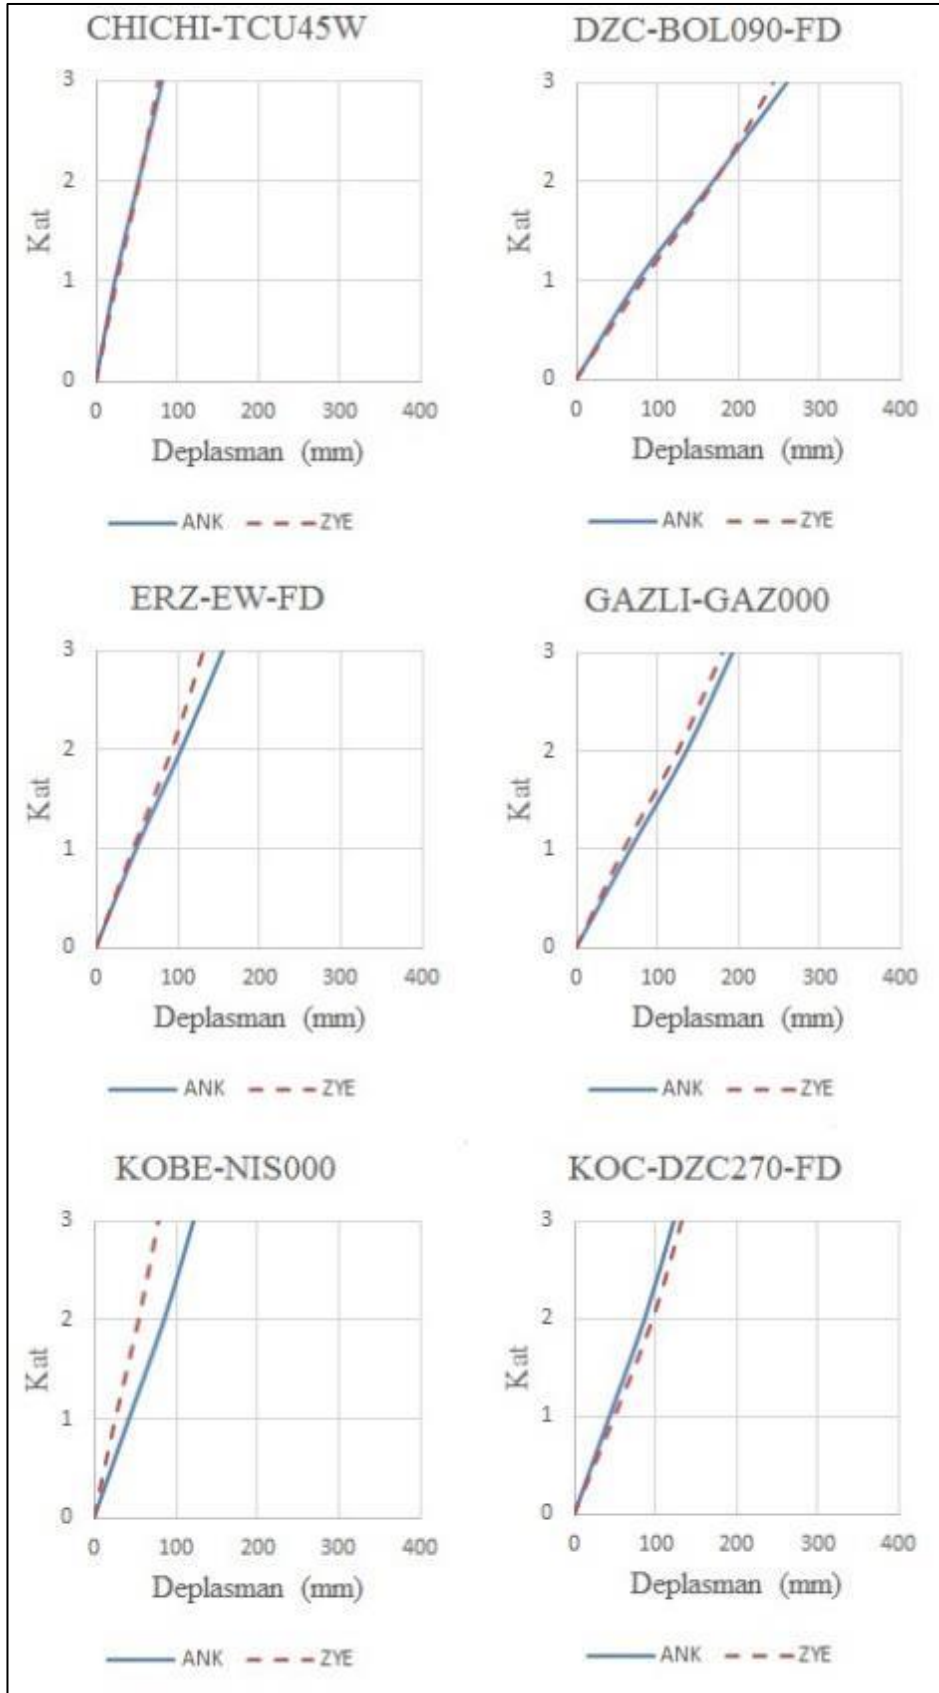 CHICHI-TCU45W
3
2
1
0
Kat
0 100 200 300 400
Deplasman (mm)
ANK ZYE
DZC-BOL090-FD
3
2
1
0
Kat
0 100 200 300 400
Deplasman (mm)
ANK ZYE
ERZ-EW-FD
3
2
1
0
Kat
0 100 200 300 400
Deplasman (mm)
ANK ZYE
GAZLI-GAZ000
3
2
1
0
Kat
0 100 200 300 400
Deplasman (mm)
ANK ZYE
KOBE-NIS000
3
2
1
0
Kat
0 100 200 300 400
Deplasman (mm)
ANK ZYE
KOC-DZC270-FD
3
2
1
0
Kat
0 100 200 300 400
Deplasman (mm)
ANK ZYE